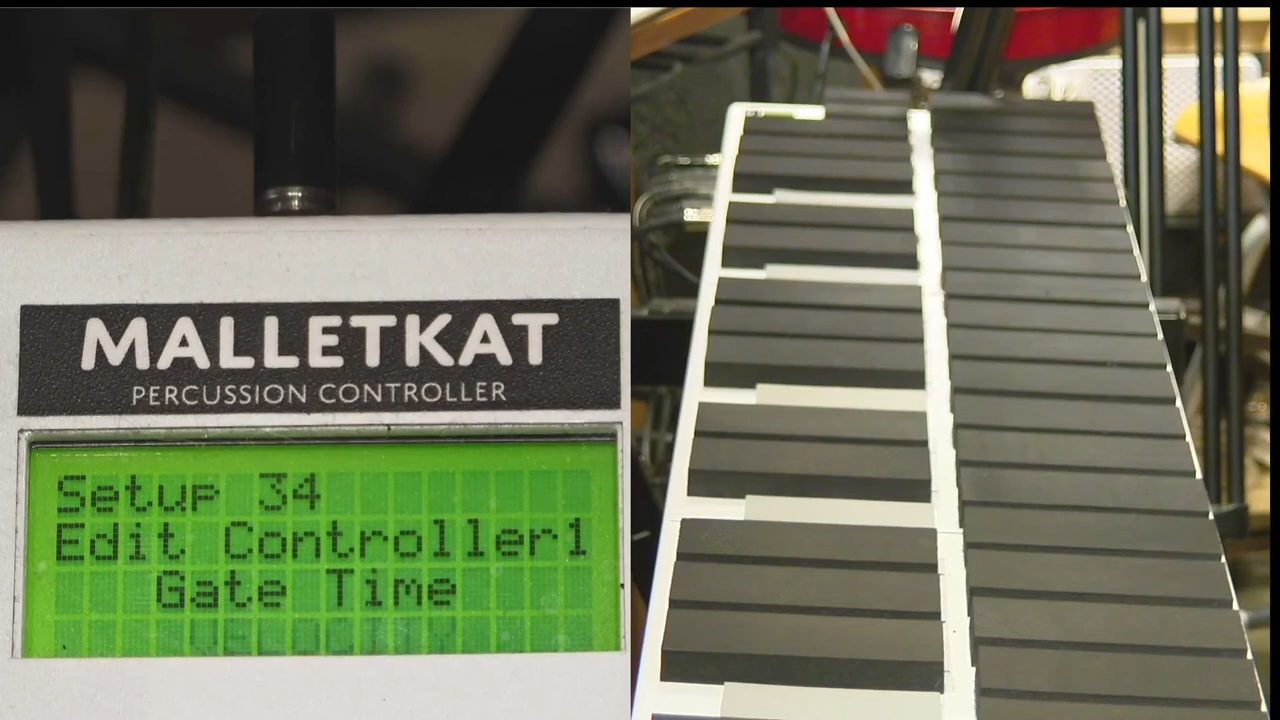 MALLETKAT
PERCUSSION CONTROLLER
Setup 34
Edit Controller1
Gate Time